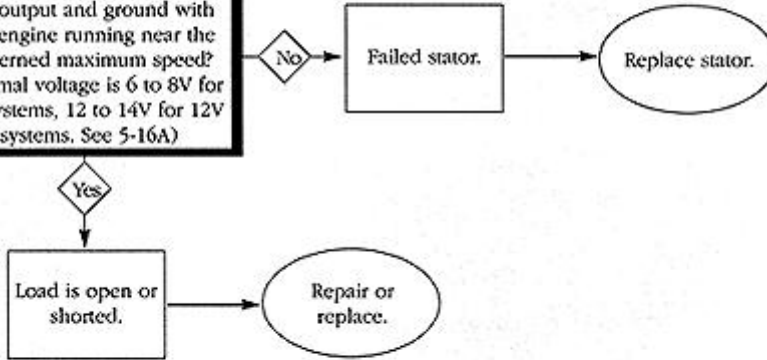 output and ground with
engine running near the
erned maximum speed?
mal voltage is 6 to 8V for
ystems, 12 to 14V for 12V
systems. See 5-16A)
No
Failed stator.
Replace stator.
Yes
Load is open or
shorted.
Repair or
replace.